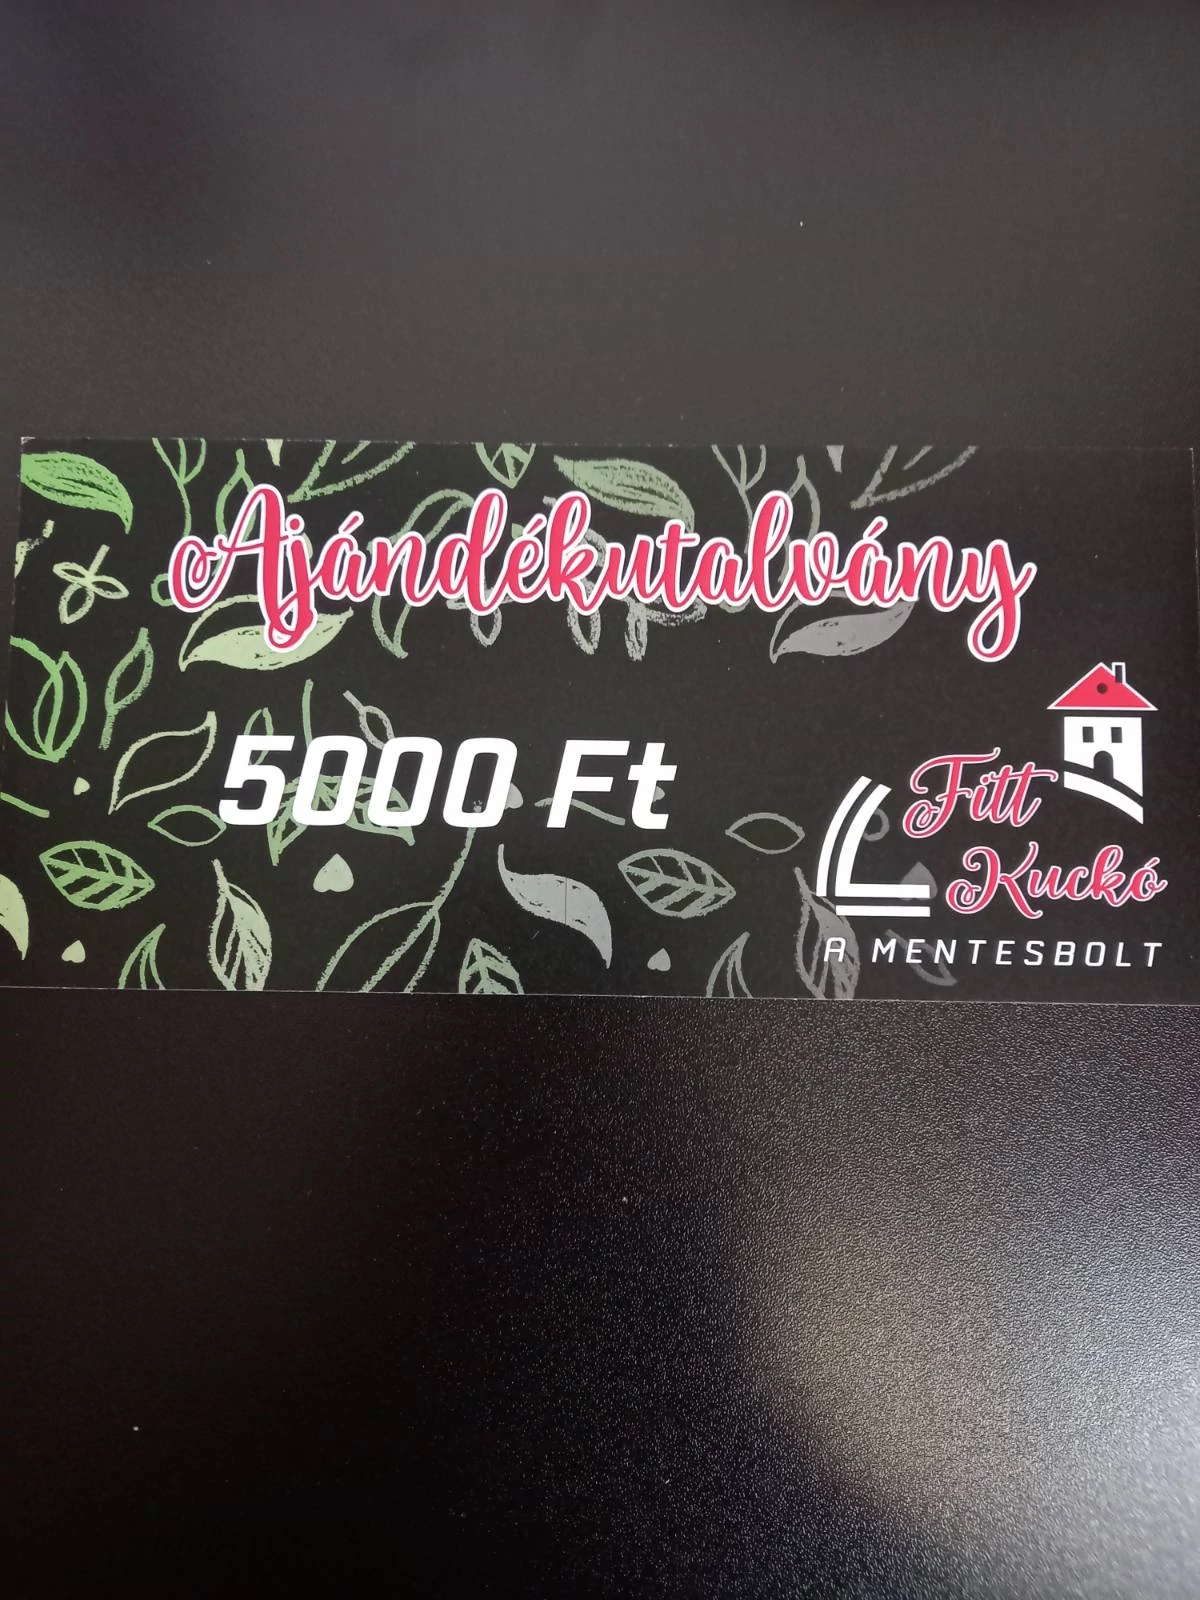 Ajándékutalvány
5000 Ft
Fitt
Kuckó
A MENTESBOLT